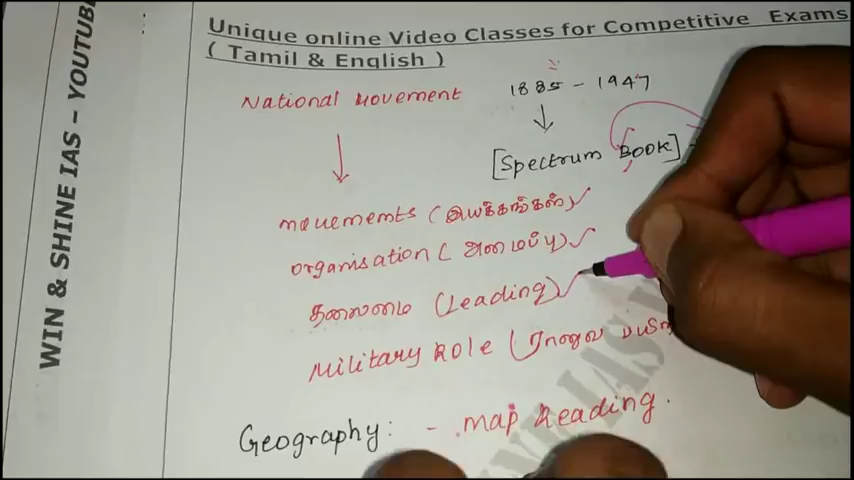 WIN & SHINE IAS – YOUTUBE
Unique online Video Classes for Competitive Exams
( Tamil & English )
National Movement 1885 – 1947
[Spectrum Book]
Movements (இயக்கங்கள்) ✓
Organisation (அமைப்பு) ✓
தலைமை (Leading) ✓
Military Role (
Geography: – Map Reading.